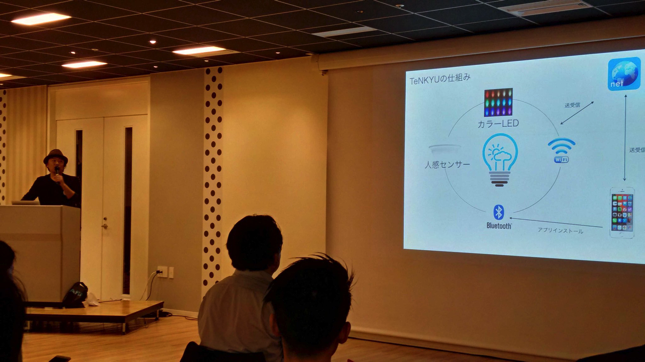 TeNKYUの仕組み
net
カラーLED
送受信
人感センサー
WiFi
送受信
Bluetooth
アプリインストール